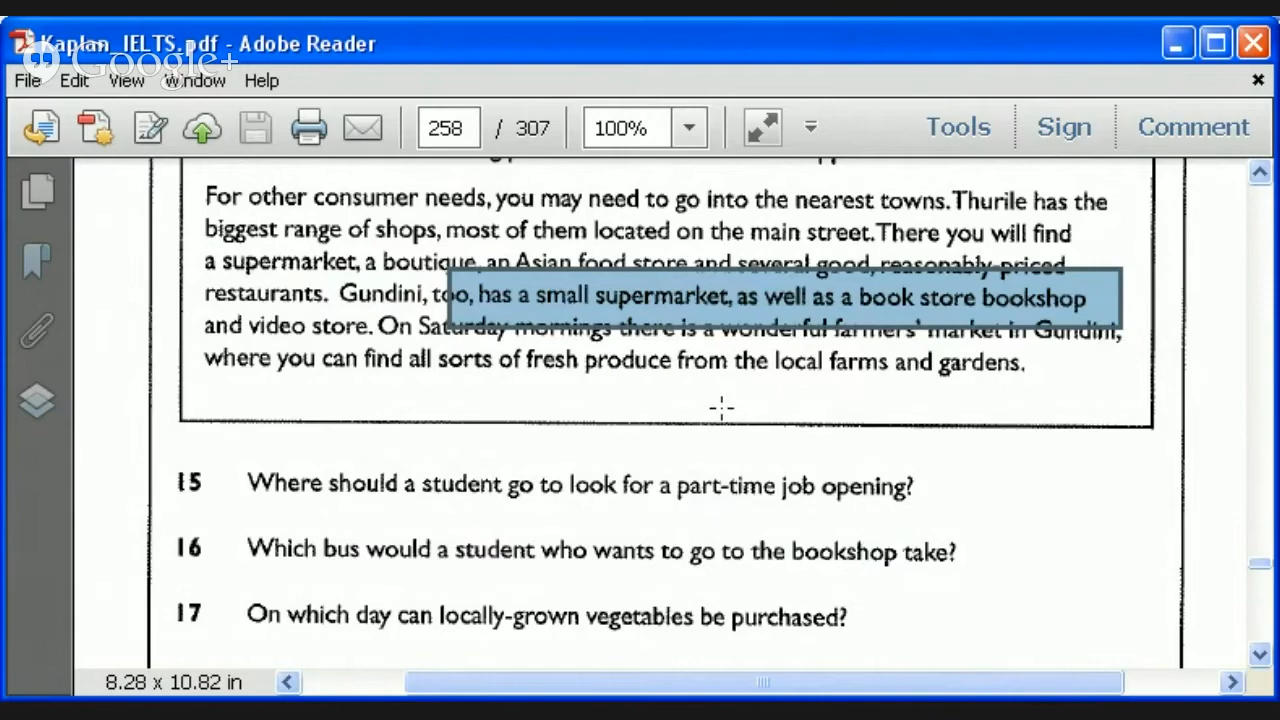 Kaplan_IELTS.pdf - Adobe Reader
Google+
File Edit View Window Help
258 / 307 100% Tools Sign Comment
For other consumer needs, you may need to go into the nearest towns. Thurile has the
biggest range of shops, most of them located on the main street. There you will find
a supermarket, a boutique, an Asian food store and several good, reasonably-priced
restaurants. Gundini, too, has a small supermarket, as well as a book store bookshop
and video store. On Saturday mornings there is a wonderful farmers' market in Gundini,
where you can find all sorts of fresh produce from the local farms and gardens.
15 Where should a student go to look for a part-time job opening?
16 Which bus would a student who wants to go to the bookshop take?
17 On which day can locally-grown vegetables be purchased?
8.28 x 10.82 in